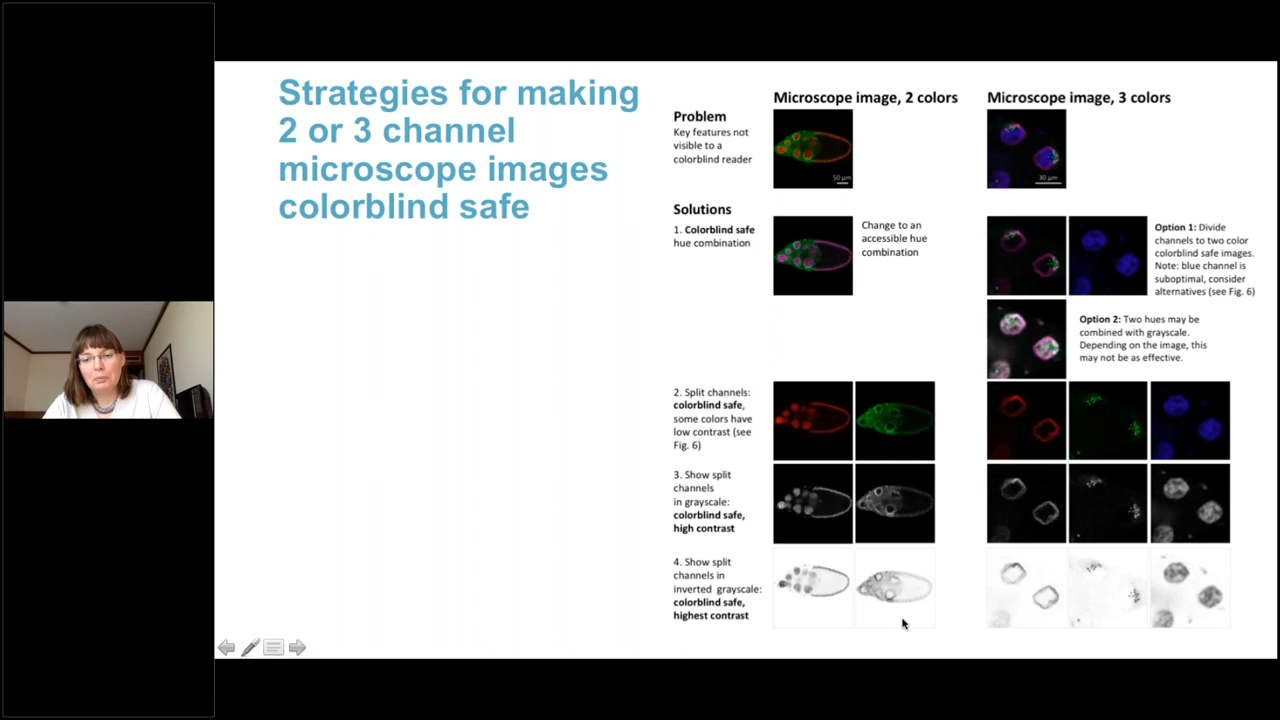 Strategies for making
2 or 3 channel
microscope images
colorblind safe
Microscope image, 2 colors
Microscope image, 3 colors
Problem
Key features not
visible to a
colorblind reader
50 µm
30 µm
Solutions
1. Colorblind safe
hue combination
Change to an
accessible hue
combination
Option 1: Divide
channels to two color
colorblind safe images.
Note: blue channel is
suboptimal, consider
alternatives (see Fig. 6)
Option 2: Two hues may be
combined with grayscale.
Depending on the image, this
may not be as effective.
2. Split channels:
colorblind safe,
some colors have
low contrast (see
Fig. 6)
3. Show split
channels
in grayscale:
colorblind safe,
high contrast
4. Show split
channels in
inverted grayscale:
colorblind safe,
highest contrast